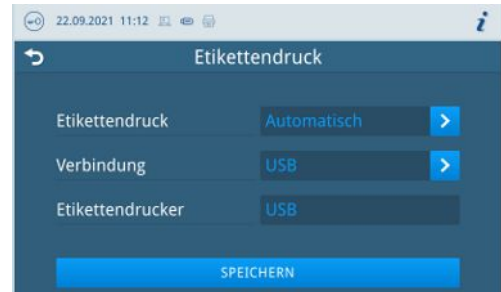 22.09.2021 11:12
Etikettendruck
Etikettendruck Automatisch
Verbindung USB
Etikettendrucker USB
SPEICHERN